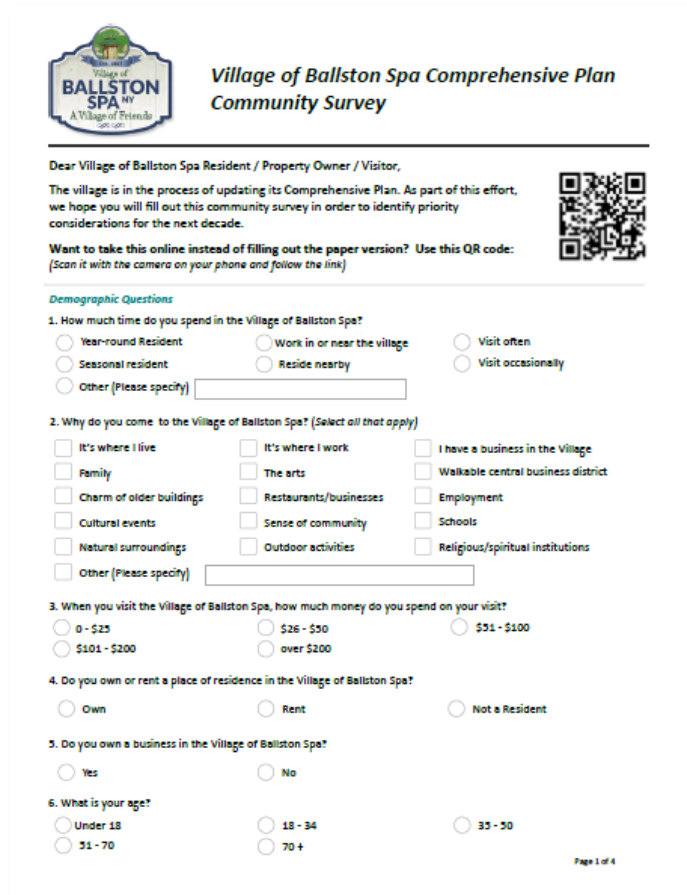 EST. 1807
Village of
BALLSTON
SPA NY
A Village of Friends
Village of Ballston Spa Comprehensive Plan
Community Survey
Dear Village of Ballston Spa Resident / Property Owner / Visitor,
The village is in the process of updating its Comprehensive Plan. As part of this effort,
we hope you will fill out this community survey in order to identify priority
considerations for the next decade.
Want to take this online instead of filling out the paper version? Use this QR code:
(Scan it with the camera on your phone and follow the link)
Demographic Questions
1. How much time do you spend in the Village of Ballston Spa?
Year-round Resident Work in or near the village Visit often
Seasonal resident Reside nearby Visit occasionally
Other (Please specify)
2. Why do you come to the Village of Ballston Spa? (Select all that apply)
It's where I live It's where I work I have a business in the Village
Family The arts Walkable central business district
Charm of older buildings Restaurants/businesses Employment
Cultural events Sense of community Schools
Natural surroundings Outdoor activities Religious/spiritual institutions
Other (Please specify)
3. When you visit the Village of Ballston Spa, how much money do you spend on your visit?
0 - $25 $26 - $50 $51 - $100
$101 - $200 over $200
4. Do you own or rent a place of residence in the Village of Ballston Spa?
Own Rent Not a Resident
5. Do you own a business in the Village of Ballston Spa?
Yes No
6. What is your age?
Under 18 18 - 34 35 - 50
51 - 70 70 +
Page 1 of 4